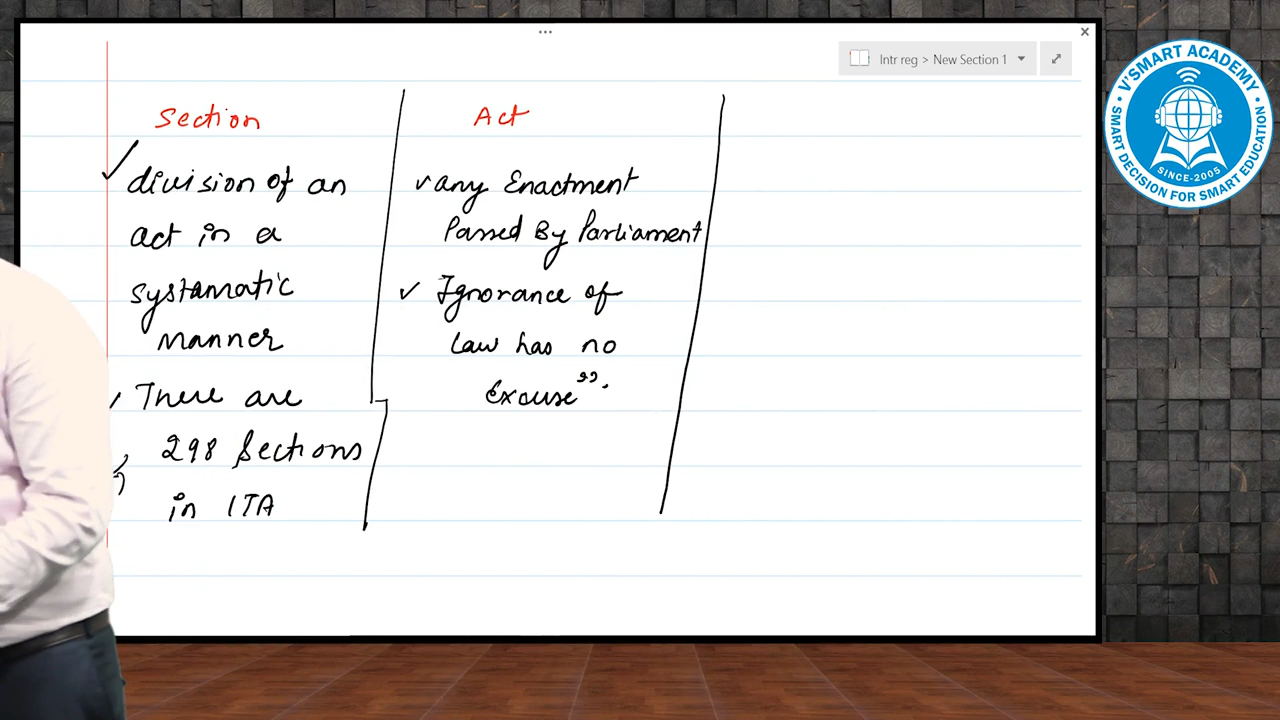 Intr reg > New Section 1
Section
division of an
act in a
systamatic
manner
There are
298 Sections
in ITA
Act
any Enactment
Passed By Parliament
Ignorance of
Law has no
Excuse”.
V'SMART ACADEMY
SINCE-2005
SMART DECISION FOR SMART EDUCATION